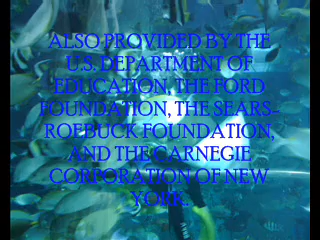 ALSO PROVIDED BY THE
U.S. DEPARTMENT OF
EDUCATION, THE FORD
FOUNDATION, THE SEARS-
ROEBUCK FOUNDATION,
AND THE CARNEGIE
CORPORATION OF NEW
YORK.